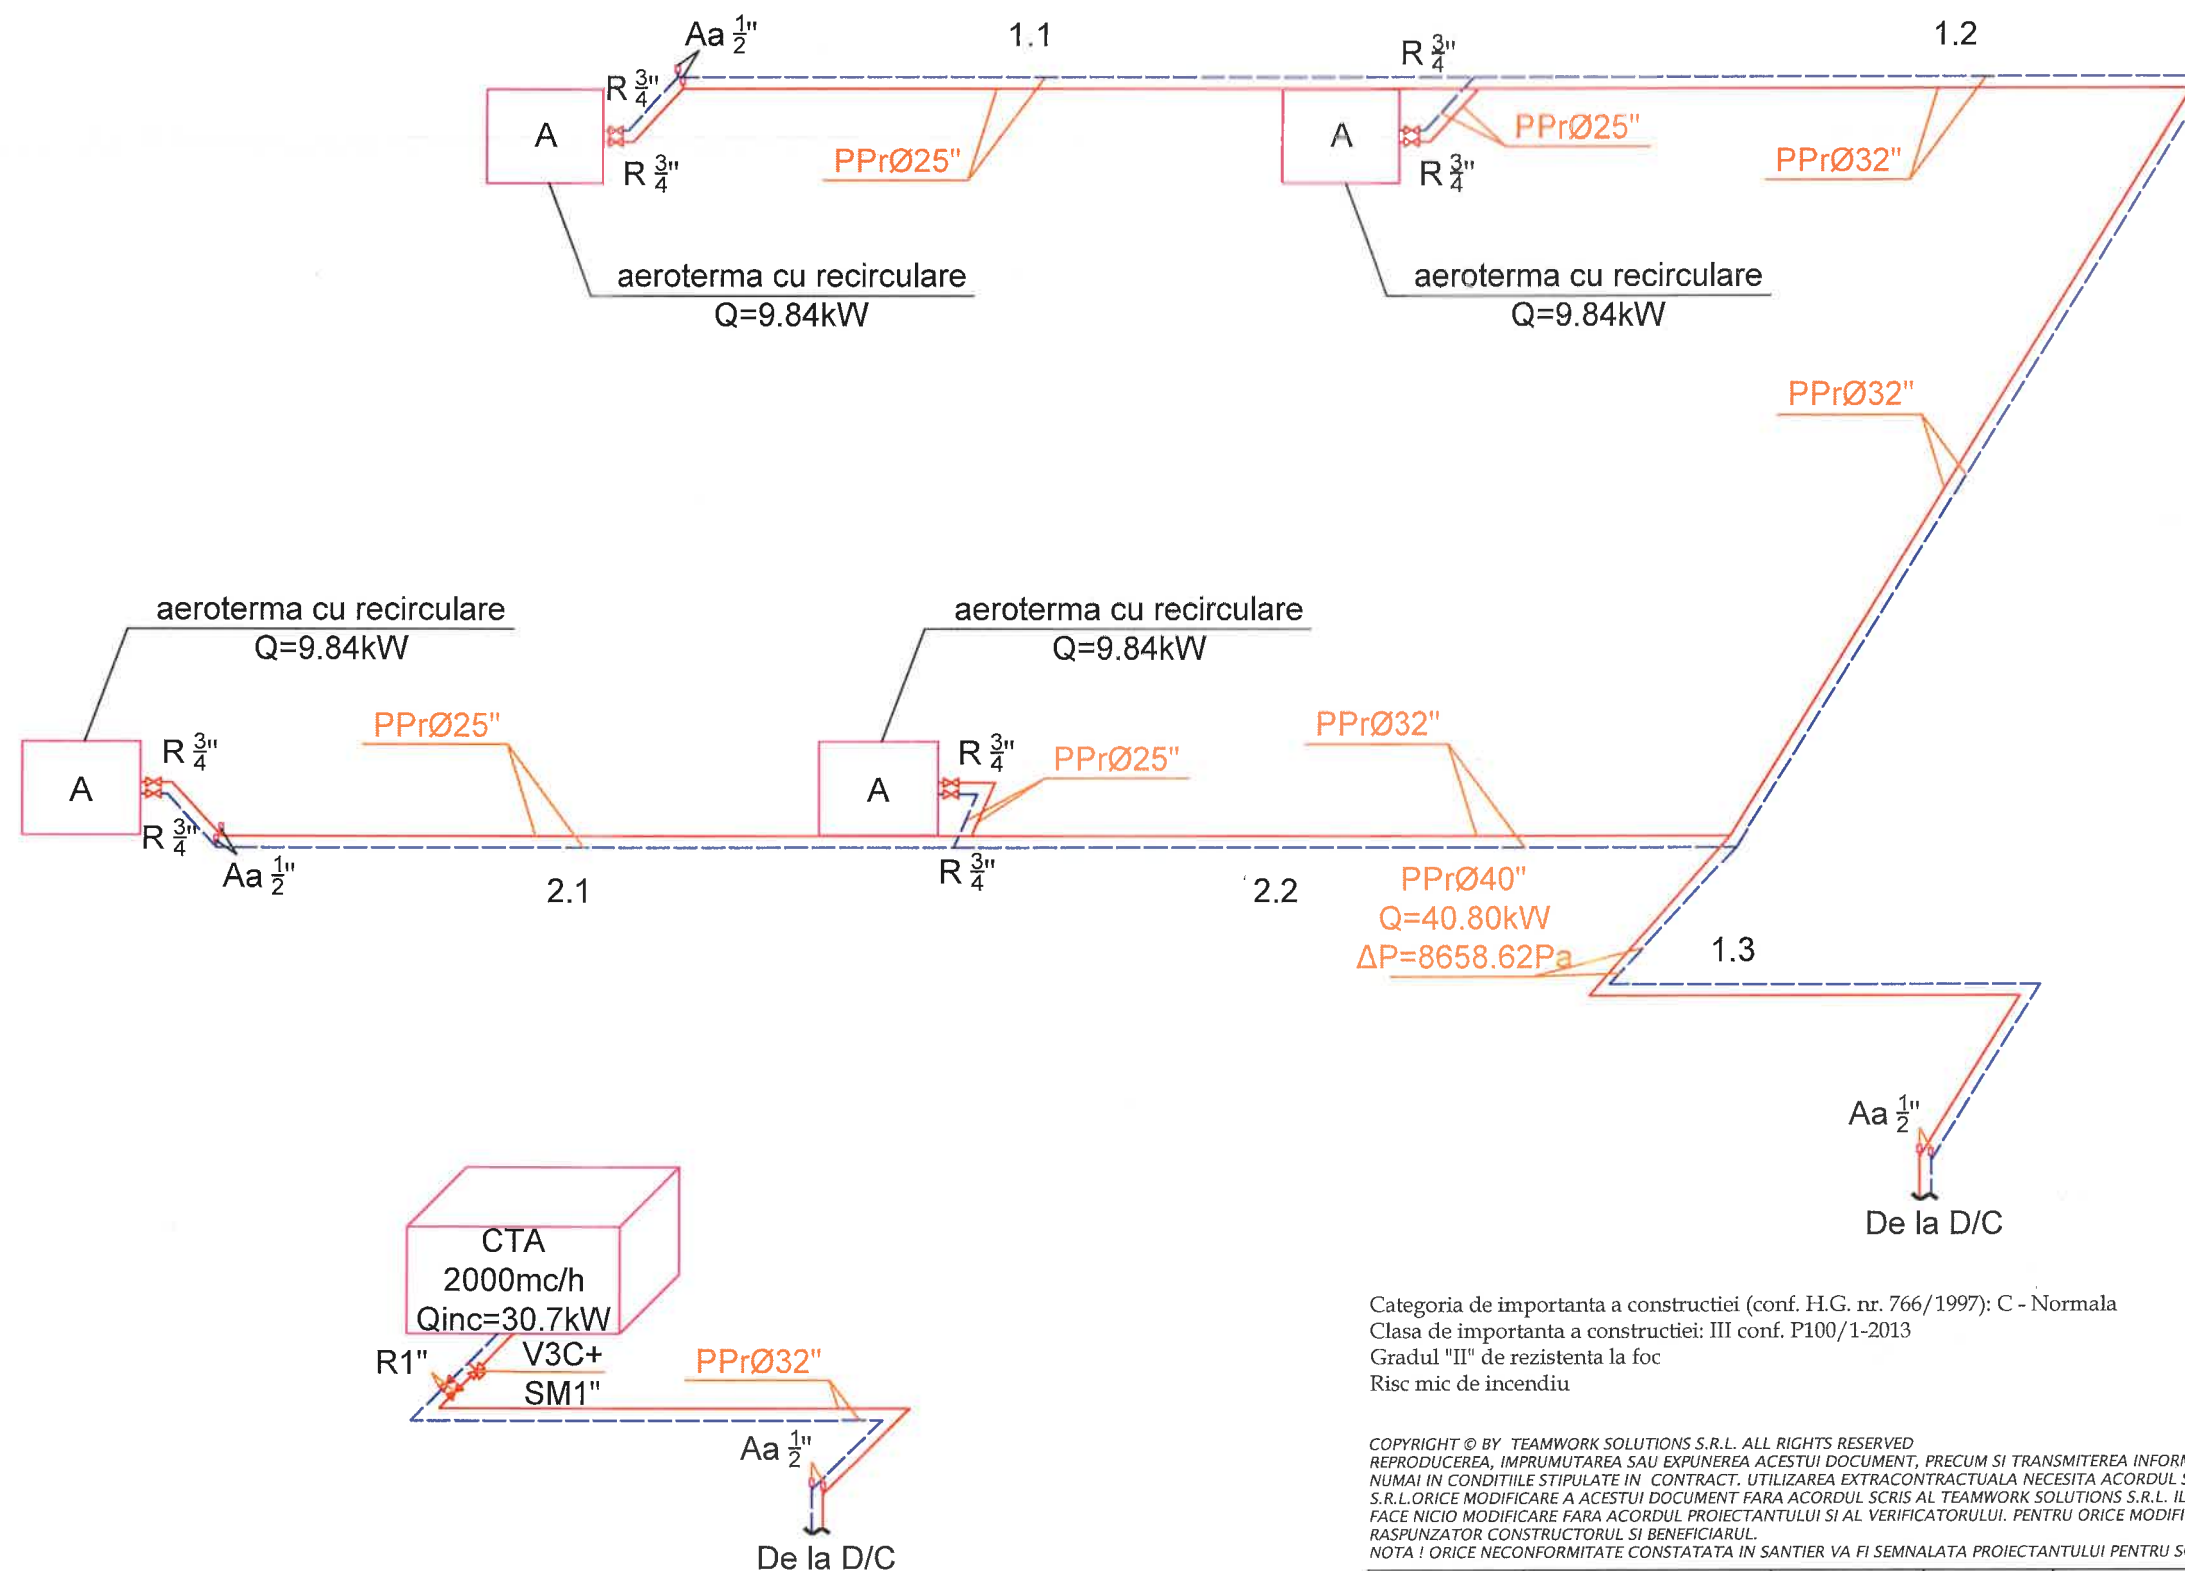 Aa 1/2"
1.1
R 3/4"
1.2
R 3/4"
A
R 3/4"
PPrØ25"
A
R 3/4"
PPrØ25"
PPrØ32"
aeroterma cu recirculare
Q=9.84kW
aeroterma cu recirculare
Q=9.84kW
PPrØ32"
aeroterma cu recirculare
Q=9.84kW
aeroterma cu recirculare
Q=9.84kW
PPrØ25"
PPrØ32"
A
R 3/4"
R 3/4"
Aa 1/2"
A
R 3/4"
PPrØ25"
R 3/4"
2.1
2.2
PPrØ40"
Q=40.80kW
ΔP=8658.62Pa
1.3
Aa 1/2"
De la D/C
CTA
2000mc/h
Qinc=30.7kW
R1"
V3C+
SM1"
PPrØ32"
Aa 1/2"
De la D/C
Categoria de importanta a constructiei (conf. H.G. nr. 766/1997): C - Normala
Clasa de importanta a constructiei: III conf. P100/1-2013
Gradul "II" de rezistenta la foc
Risc mic de incendiu
COPYRIGHT © BY TEAMWORK SOLUTIONS S.R.L. ALL RIGHTS RESERVED
REPRODUCEREA, IMPRUMUTAREA SAU EXPUNEREA ACESTUI DOCUMENT, PRECUM SI TRANSMITEREA
NUMAI IN CONDITIILE STIPULATE IN CONTRACT. UTILIZAREA EXTRACONTRACTUALA NECESITA ACORDUL
S.R.L.ORICE MODIFICARE A ACESTUI DOCUMENT FARA ACORDUL SCRIS AL TEAMWORK SOLUTIONS S.R.L.
FACE NICIO MODIFICARE FARA ACORDUL PROIECTANTULUI SI AL VERIFICATORULUI. PENTRU ORICE
RASPUNZATOR CONSTRUCTORUL SI BENEFICIARUL.
NOTA ! ORICE NECONFORMITATE CONSTATATA IN SANTIER VA FI SEMNALATA PROIECTANTULUI PENTRU